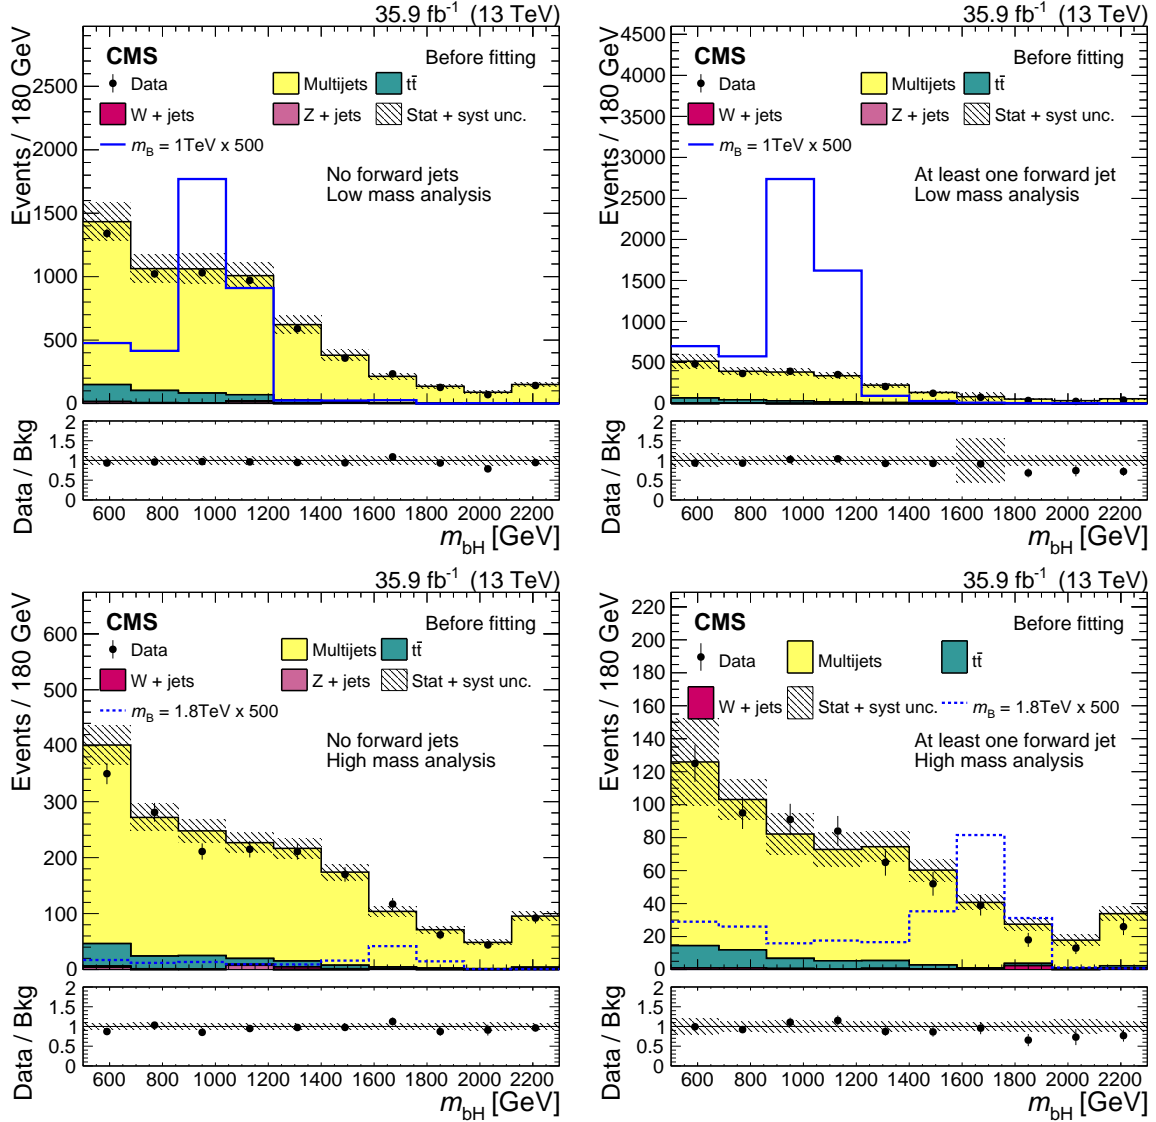 35.9 fb⁻¹ (13 TeV)
CMS
Before fitting
Data
Multijets
tt̄
W + jets
Z + jets
Stat + syst unc.
m_B = 1TeV x 500
No forward jets
Low mass analysis
Events / 180 GeV
2500
2000
1500
1000
500
0
Data / Bkg
2
1.5
1
0.5
0
600 800 1000 1200 1400 1600 1800 2000 2200
m_bH [GeV]
35.9 fb⁻¹ (13 TeV)
CMS
Before fitting
Data
Multijets
tt̄
W + jets
Z + jets
Stat + syst unc.
m_B = 1TeV x 500
At least one forward jet
Low mass analysis
Events / 180 GeV
4500
4000
3500
3000
2500
2000
1500
1000
500
0
Data / Bkg
2
1.5
1
0.5
0
600 800 1000 1200 1400 1600 1800 2000 2200
m_bH [GeV]
35.9 fb⁻¹ (13 TeV)
CMS
Before fitting
Data
Multijets
tt̄
W + jets
Z + jets
Stat + syst unc.
m_B = 1.8TeV x 500
No forward jets
High mass analysis
Events / 180 GeV
600
500
400
300
200
100
0
Data / Bkg
2
1.5
1
0.5
0
600 800 1000 1200 1400 1600 1800 2000 2200
m_bH [GeV]
35.9 fb⁻¹ (13 TeV)
CMS
Before fitting
Data
Multijets
tt̄
W + jets
Stat + syst unc.
m_B = 1.8TeV x 500
At least one forward jet
High mass analysis
Events / 180 GeV
220
200
180
160
140
120
100
80
60
40
20
0
Data / Bkg
2
1.5
1
0.5
0
600 800 1000 1200 1400 1600 1800 2000 2200
m_bH [GeV]